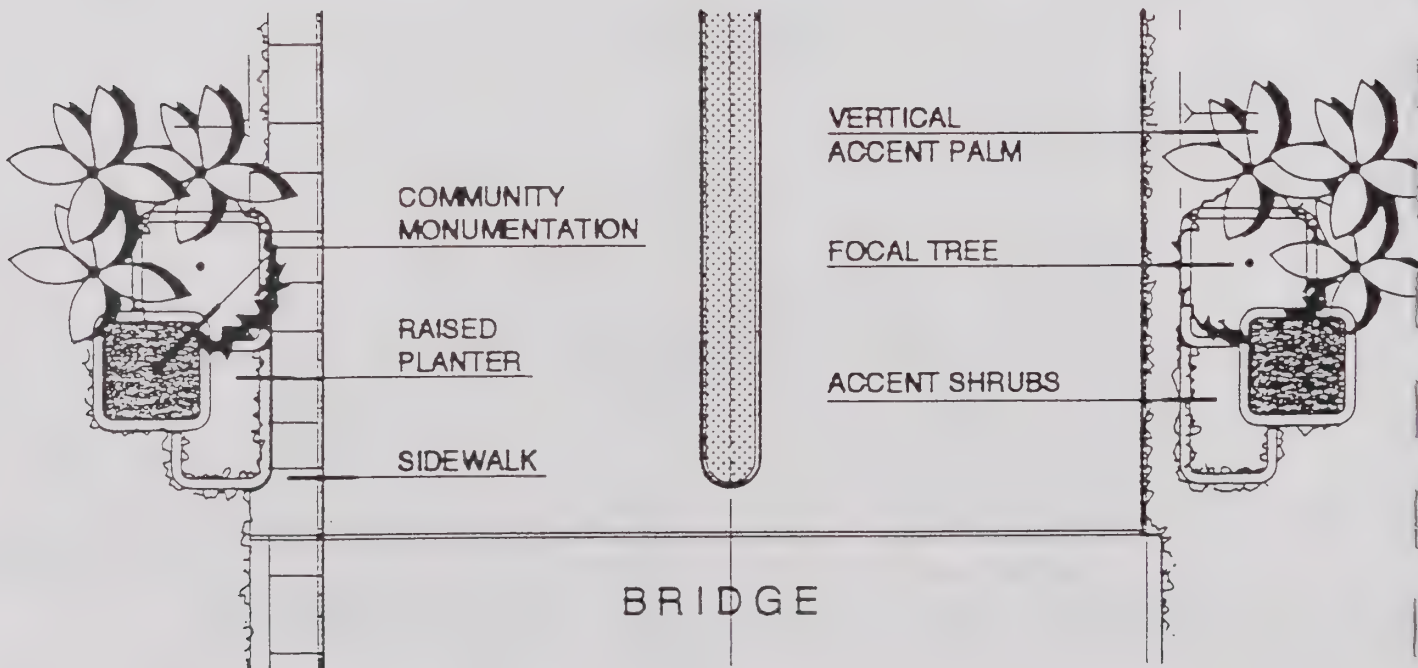 COMMUNITY
MONUMENTATION
RAISED
PLANTER
SIDEWALK
VERTICAL
ACCENT PALM
FOCAL TREE
ACCENT SHRUBS
BRIDGE